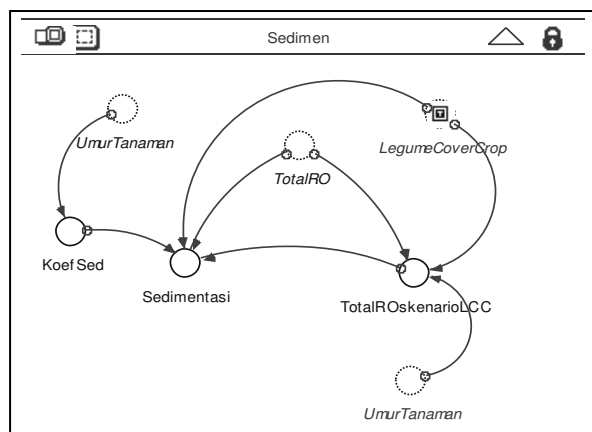 Sedimen
UmurTanaman
TotalRO
LegumeCoverCrop
Koef Sed
Sedimentasi
TotalROskenarioLCC
UmurTanaman